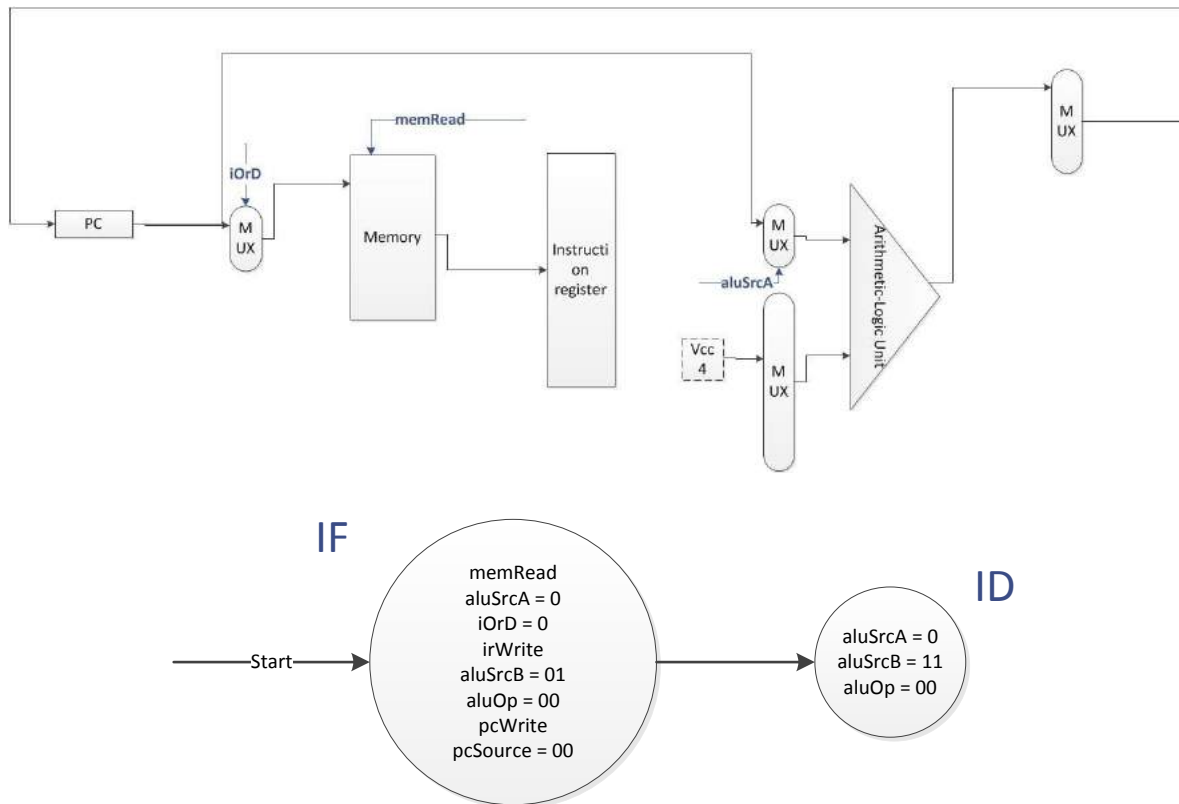 memRead
iOrD
M
UX
PC
M
UX
Memory
Instructi
on
register
M
UX
aluSrcA
Arithmetic-Logic Unit
Vcc
4
M
UX
IF
memRead
aluSrcA = 0
iOrD = 0
irWrite
aluSrcB = 01
aluOp = 00
pcWrite
pcSource = 00
Start
ID
aluSrcA = 0
aluSrcB = 11
aluOp = 00